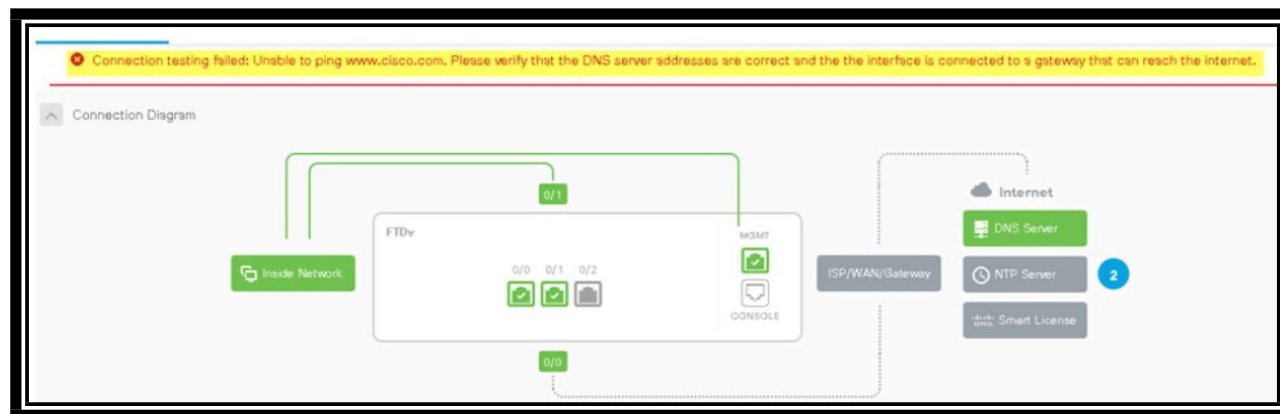 Connection testing failed: Unable to ping www.cisco.com. Please verify that the DNS server addresses are correct and the the interface is connected to a gateway that can reach the internet.
Connection Diagram
0/1
Internet
FTDv
MGMT
DNS Server
Inside Network
0/0 0/1 0/2
ISP/WAN/Gateway
NTP Server
2
CONSOLE
Smart License
0/0